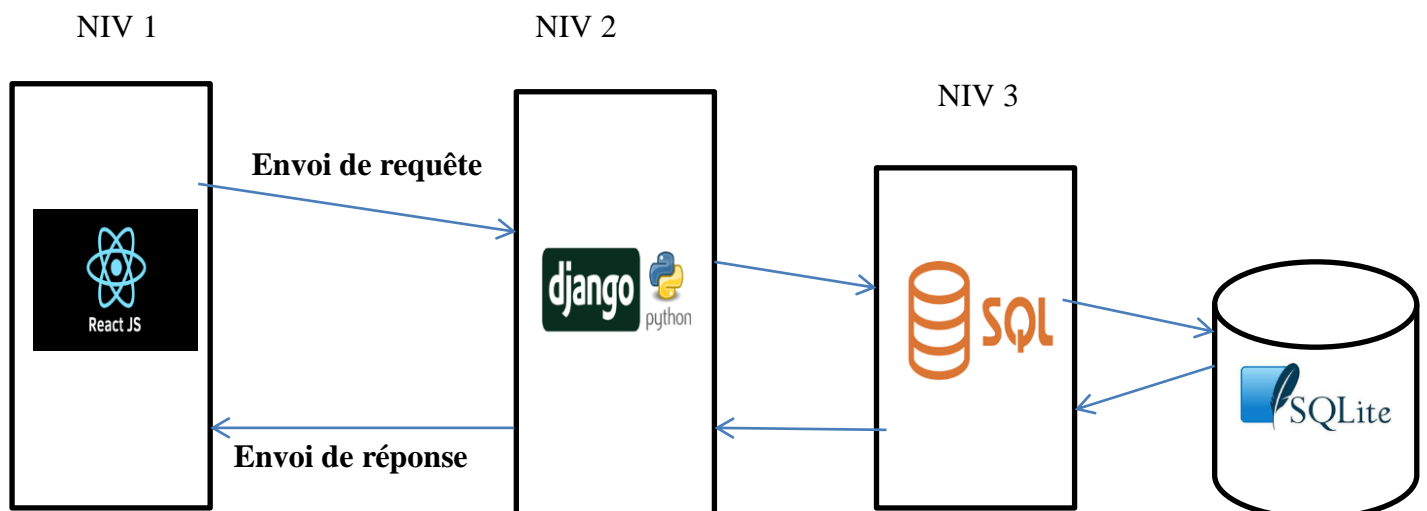 NIV 1
NIV 2
NIV 3
Envoi de requête
React JS
django
python
SQL
SQLite
Envoi de réponse